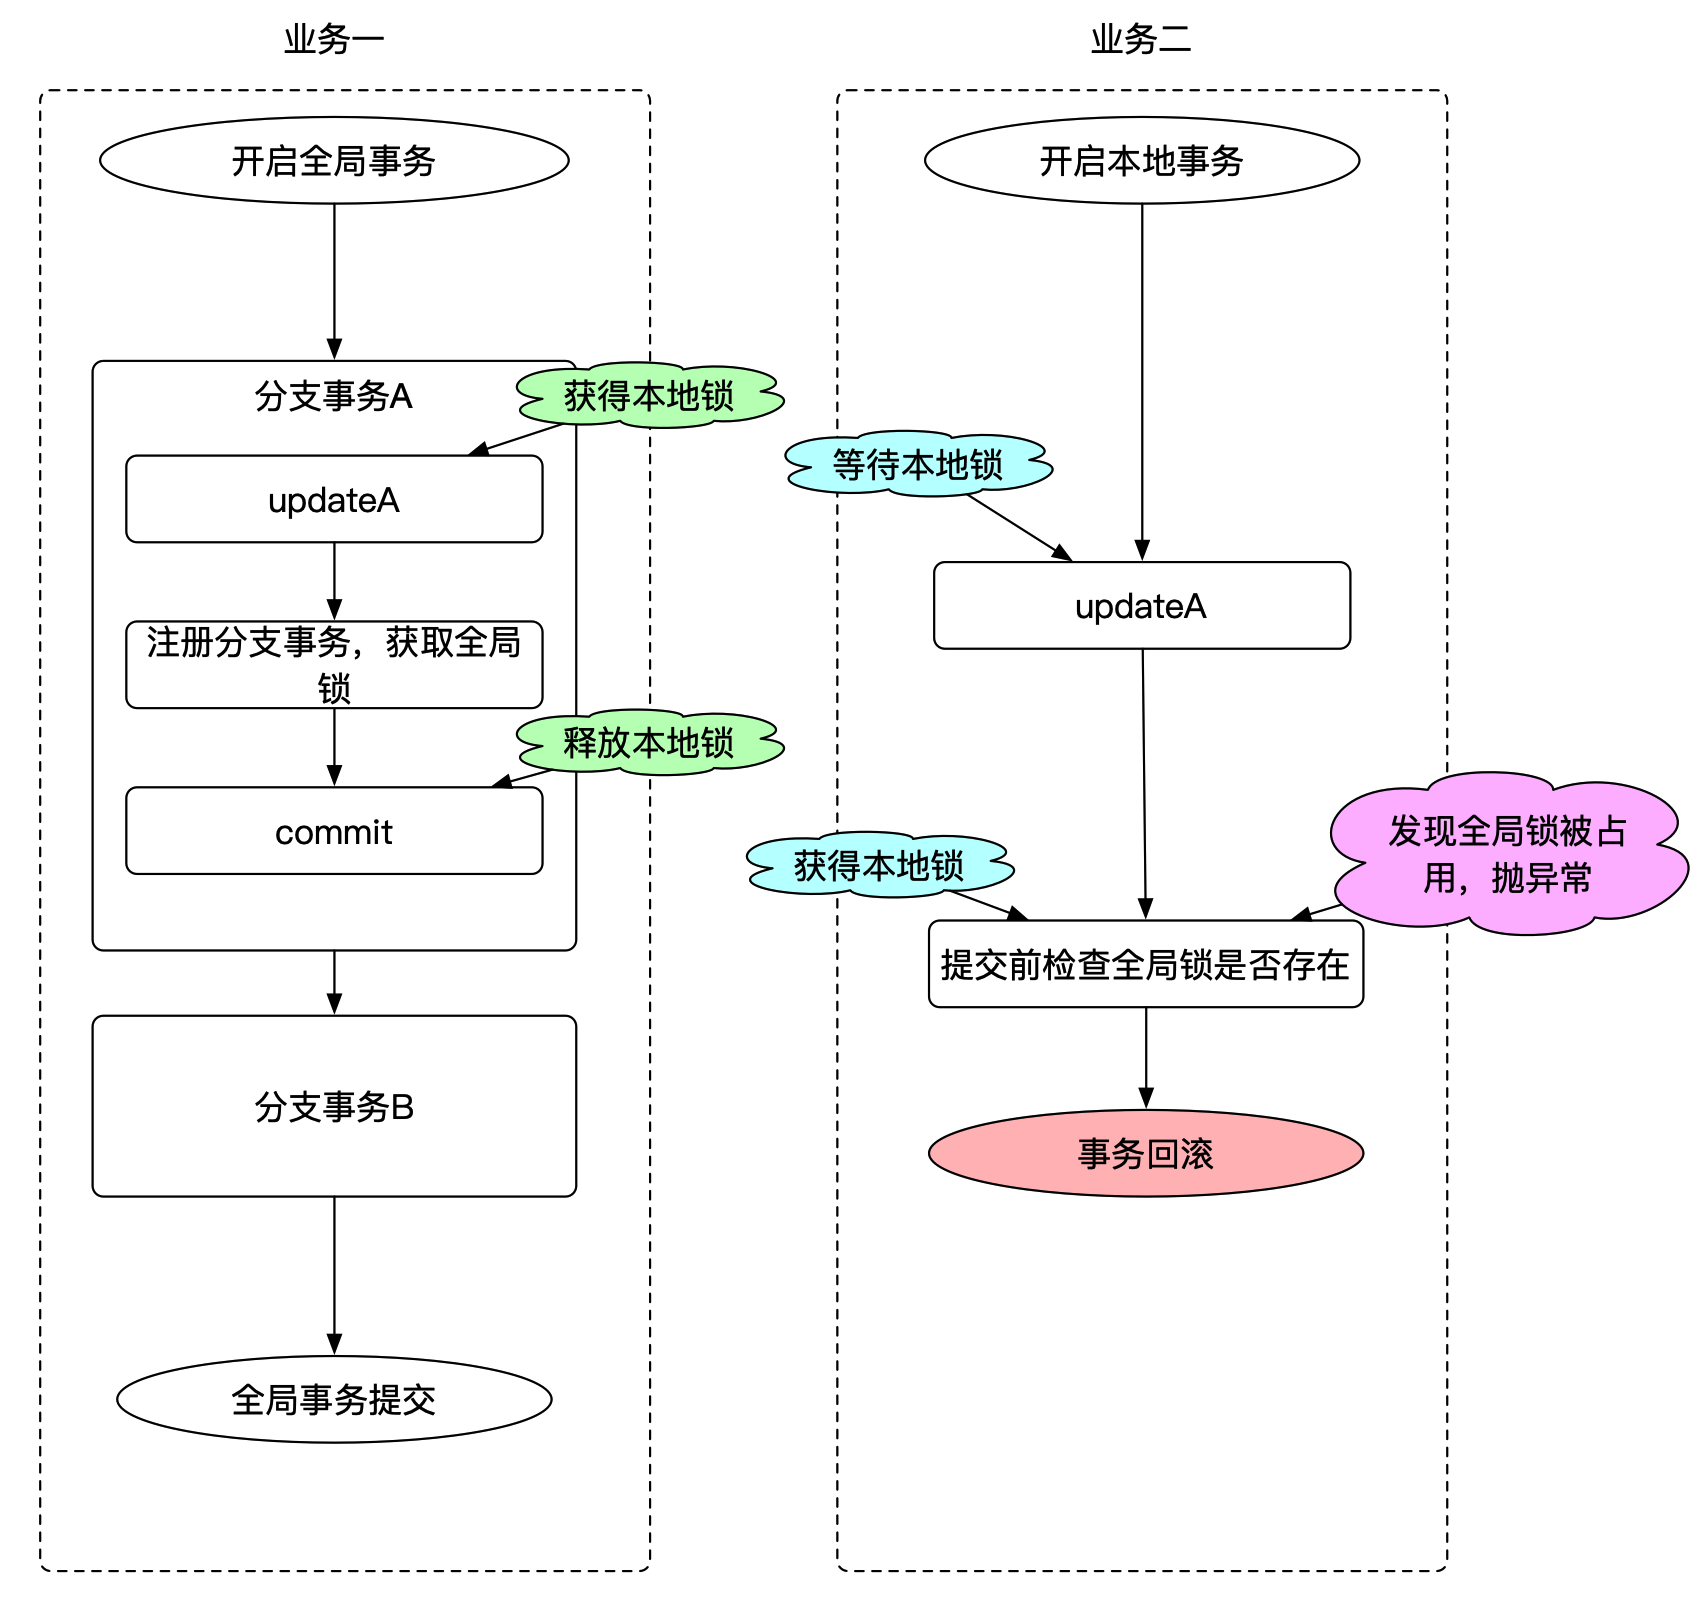 业务一
开启全局事务
分支事务A
获得本地锁
updateA
注册分支事务，获取全局
锁
释放本地锁
commit
分支事务B
全局事务提交
业务二
开启本地事务
等待本地锁
updateA
获得本地锁
发现全局锁被占
用，抛异常
提交前检查全局锁是否存在
事务回滚